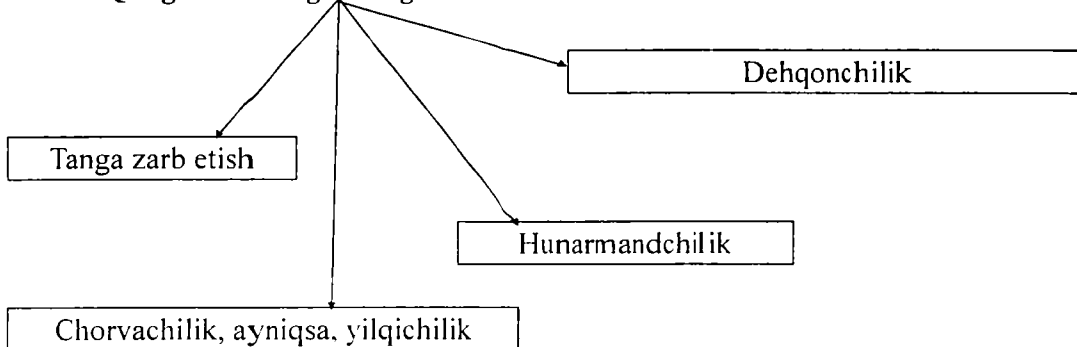 Dehqonchilik
Tanga zarb etish
Hunarmandchilik
Chorvachilik, ayniqsa, yilqichilik